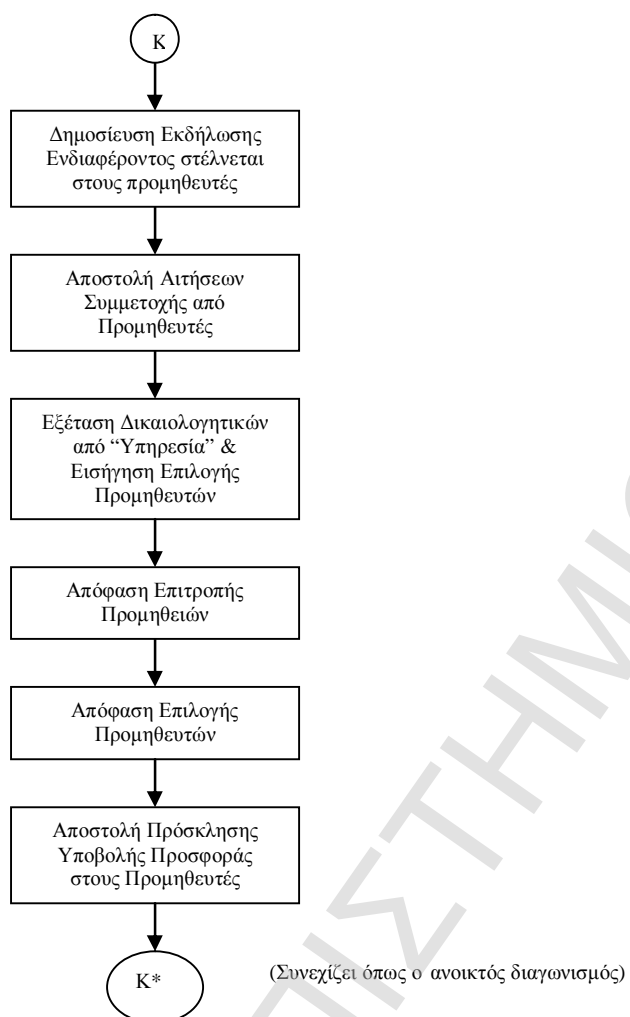 Κ
Δημοσίευση Εκδήλωσης
Ενδιαφέροντος στέλνεται
στους προμηθευτές
Αποστολή Αιτήσεων
Συμμετοχής από
Προμηθευτές
Εξέταση Δικαιολογητικών
από “Υπηρεσία” &
Εισήγηση Επιλογής
Προμηθευτών
Απόφαση Επιτροπής
Προμηθειών
Απόφαση Επιλογής
Προμηθευτών
Αποστολή Πρόσκλησης
Υποβολής Προσφοράς
στους Προμηθευτές
Κ*
(Συνεχίζει όπως ο ανοικτός διαγωνισμός)